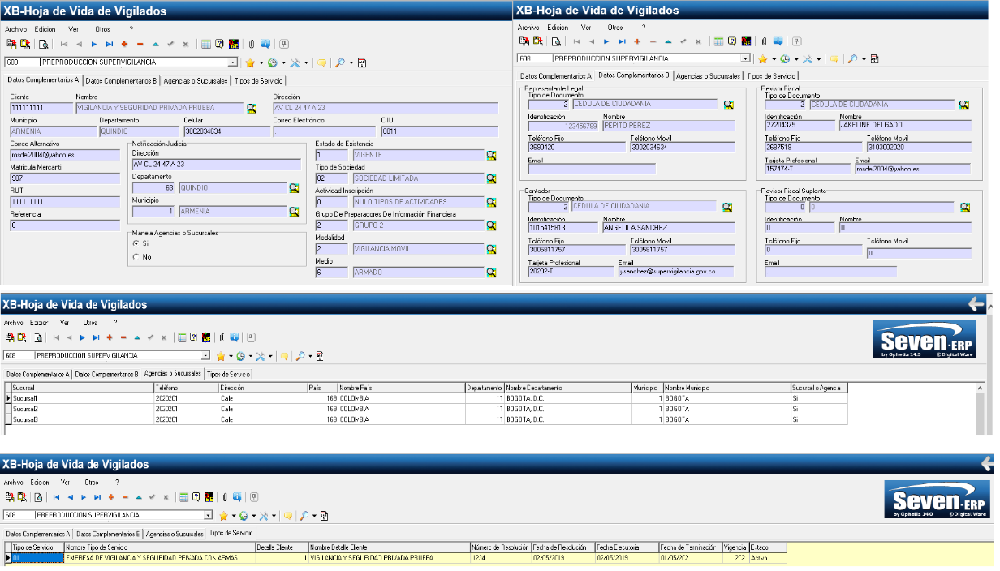 XB-Hoja de Vida de Vigilados
Archivo Edicion Ver Otros ?
608 PREPRODUCCION SUPERVIGILANCIA
Datos Complementarios A Datos Complementarios B Agencias o Sucursales Tipos de Servicio
Cliente Nombre Dirección
111111111 VIGILANCIA Y SEGURIDAD PRIVADA PRUEBA AV CL 24 47 A 23
Municipio Departamento Celular Correo Electrónico CIIU
ARMENIA QUINDIO 3002034634 . 8011
Correo Alternativo
rosdel2004@yahoo.es
Matricula Mercantil
987
RUT
111111111
Referencia
0
Notificación Judicial
Dirección
AV CL 24 47 A 23
Departamento
63 QUINDIO
Municipio
1 ARMENIA
Maneja Agencias o Sucursales
Si
No
Estado de Existencia
1 VIGENTE
Tipo de Sociedad
02 SOCIEDAD LIMITADA
Actividad Inscripción
0 NULO TIPOS DE ACTIVIDADES
Grupo De Preparadores De Información Financiera
2 GRUPO 2
Modalidad
2 VIGILANCIA MOVIL
Medio
6 ARMADO
XB-Hoja de Vida de Vigilados
Archivo Edicion Ver Otros ?
608 PREPRODUCCION SUPERVIGILANCIA
Datos Complementarios A Datos Complementarios B Agencias o Sucursales Tipos de Servicio
Representante Legal
Tipo de Documento
2 CEDULA DE CIUDADANIA
Identificación Nombre
123456789 PEPITO PEREZ
Teléfono Fijo Teléfono Movil
3690420 3002034634
Email
Revisor Fiscal
Tipo de Documento
2 CEDULA DE CIUDADANIA
Identificación Nombre
27204375 JAKELINE DELGADO
Teléfono Fijo Teléfono Movil
2687519 3103002020
Tarjeta Profesional Email
157474-T rosdel2004@yahoo.es
Contador
Tipo de Documento
2 CEDULA DE CIUDADANIA
Identificación Nombre
1015415813 ANGELICA SANCHEZ
Teléfono Fijo Teléfono Movil
3005811757 3005811757
Tarjeta Profesional Email
20202-T ysanchez@supervigilancia.gov.co
Revisor Fiscal Suplente
Tipo de Documento
0 0
Identificación Nombre
0 0
Teléfono Fijo Teléfono Movil
0 0
Email
.
XB-Hoja de Vida de Vigilados
Archivo Edicion Ver Otros ?
608 PREPRODUCCION SUPERVIGILANCIA
Seven-ERP
by Ophelia 14.0 ©Digital Ware
Datos Complementarios A Datos Complementarios B Agencias o Sucursales Tipos de Servicio
Sucursal Teléfono Dirección País Nombre País Departamento Nombre Departamento Municipio Nombre Municipio Sucursal o Agencia
Sucursal1 202020 Calle 169 COLOMBIA 11 BOGOTA, D.C. 1 BOGOTA Si
Sucursal2 202020 Calle 169 COLOMBIA 11 BOGOTA, D.C. 1 BOGOTA Si
Sucursal3 202020 Calle 169 COLOMBIA 11 BOGOTA, D.C. 1 BOGOTA Si
XB-Hoja de Vida de Vigilados
Archivo Edicion Ver Otros ?
608 PREPRODUCCION SUPERVIGILANCIA
Seven-ERP
by Ophelia 14.0 ©Digital Ware
Datos Complementarios A Datos Complementarios B Agencias o Sucursales Tipos de Servicio
Tipo de Servicio Nombre Tipo de Servicio Detalle Cliente Nombre Detalle Cliente Número de Resolución Fecha de Resolución Fecha Ejecutoria Fecha de Terminación Vigencia Estado
01 EMPRESA DE VIGILANCIA Y SEGURIDAD PRIVADA CON ARMAS 1 VIGILANCIA Y SEGURIDAD PRIVADA PRUEBA 1234 02/05/2019 02/05/2019 01/05/2021 2021 Activo